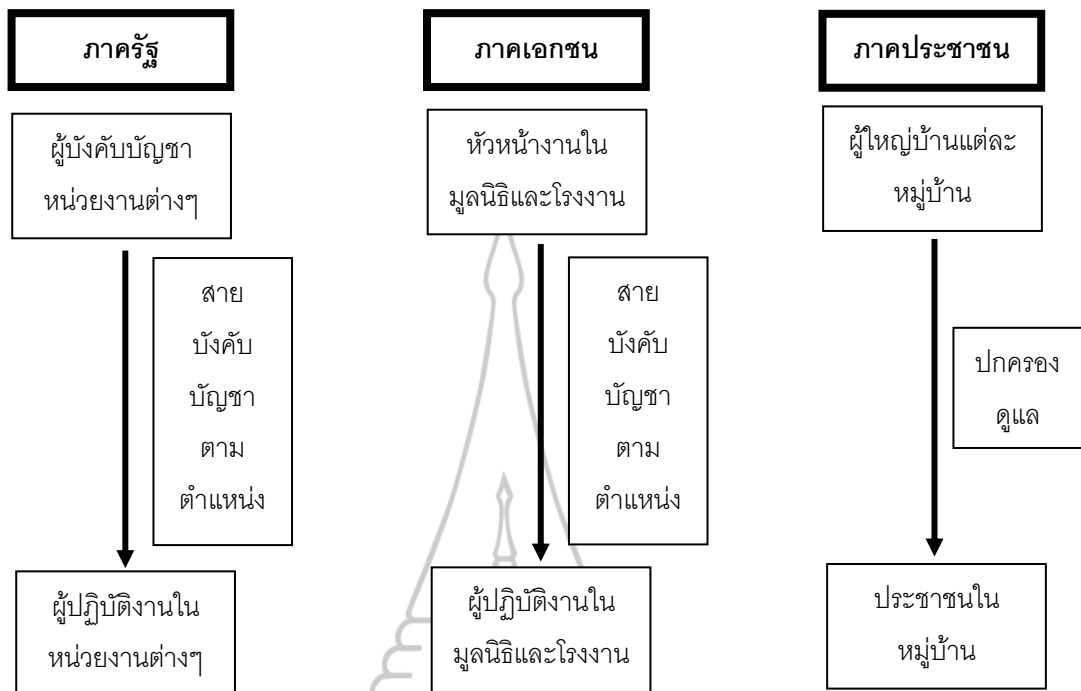 ภาครัฐ
ภาคเอกชน
ภาคประชาชน
ผู้บังคับบัญชา
หน่วยงานต่างๆ
หัวหน้างานใน
มูลนิธิและโรงงาน
ผู้ใหญ่บ้านแต่ละ
หมู่บ้าน
สาย
บังคับ
บัญชา
ตาม
ตำแหน่ง
สาย
บังคับ
บัญชา
ตาม
ตำแหน่ง
ปกครอง
ดูแล
ผู้ปฏิบัติงานใน
หน่วยงานต่างๆ
ผู้ปฏิบัติงานใน
มูลนิธิและโรงงาน
ประชาชนใน
หมู่บ้าน